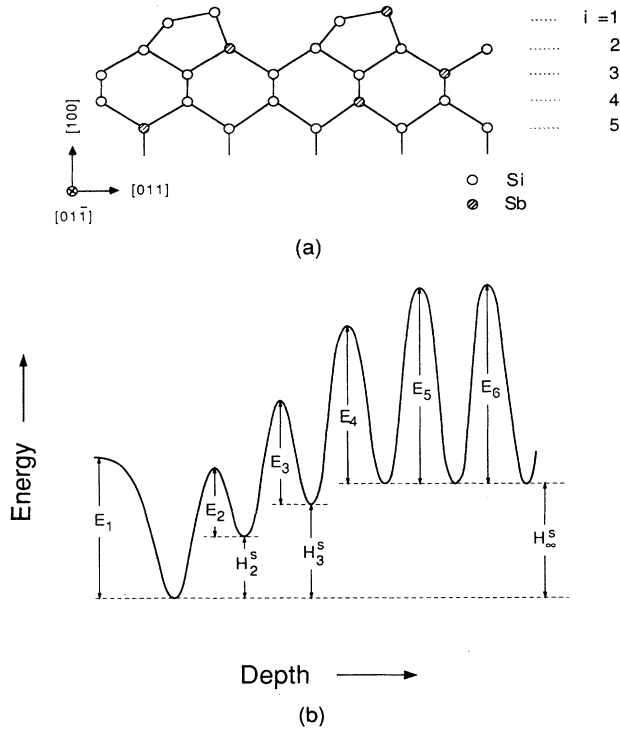 i = 1
2
3
4
5
[100]
[011]
[011̄]
Si
Sb
(a)
Energy
E₁
E₂
E₃
E₄
E₅
E₆
H₂ˢ
H₃ˢ
H∞ˢ
Depth
(b)